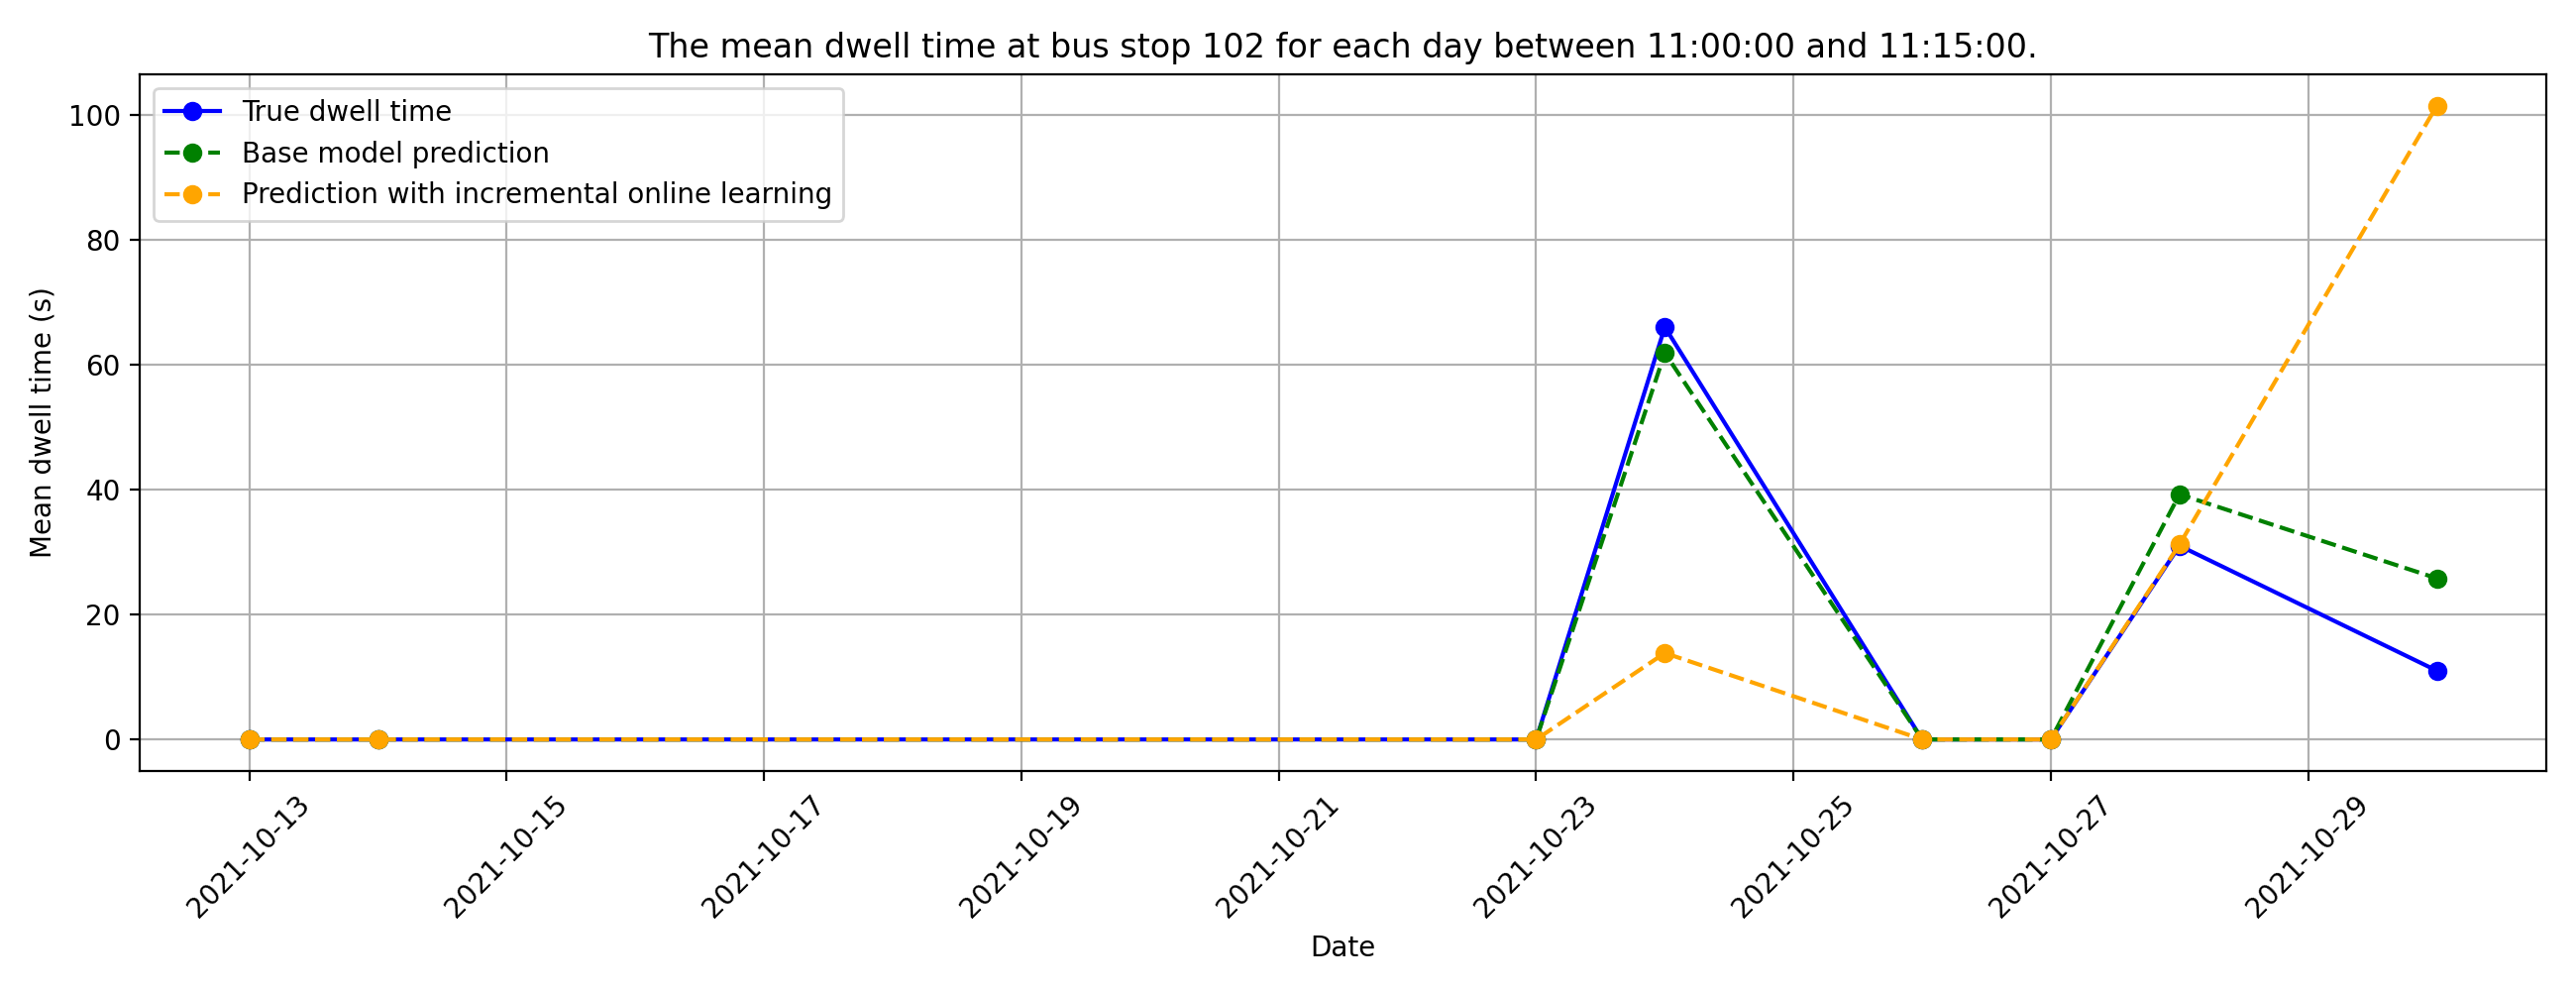 The mean dwell time at bus stop 102 for each day between 11:00:00 and 11:15:00.
True dwell time
Base model prediction
Prediction with incremental online learning
Mean dwell time (s)
100
80
60
40
20
0
2021-10-13
2021-10-15
2021-10-17
2021-10-19
2021-10-21
2021-10-23
2021-10-25
2021-10-27
2021-10-29
Date